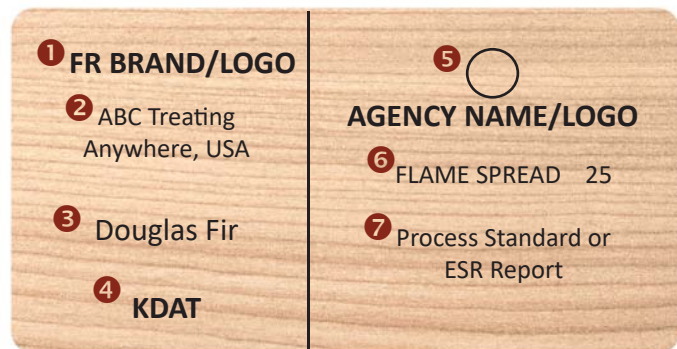 1 FR BRAND/LOGO
2 ABC Treating
Anywhere, USA
3 Douglas Fir
4 KDAT
5
AGENCY NAME/LOGO
6 FLAME SPREAD 25
7 Process Standard or
ESR Report